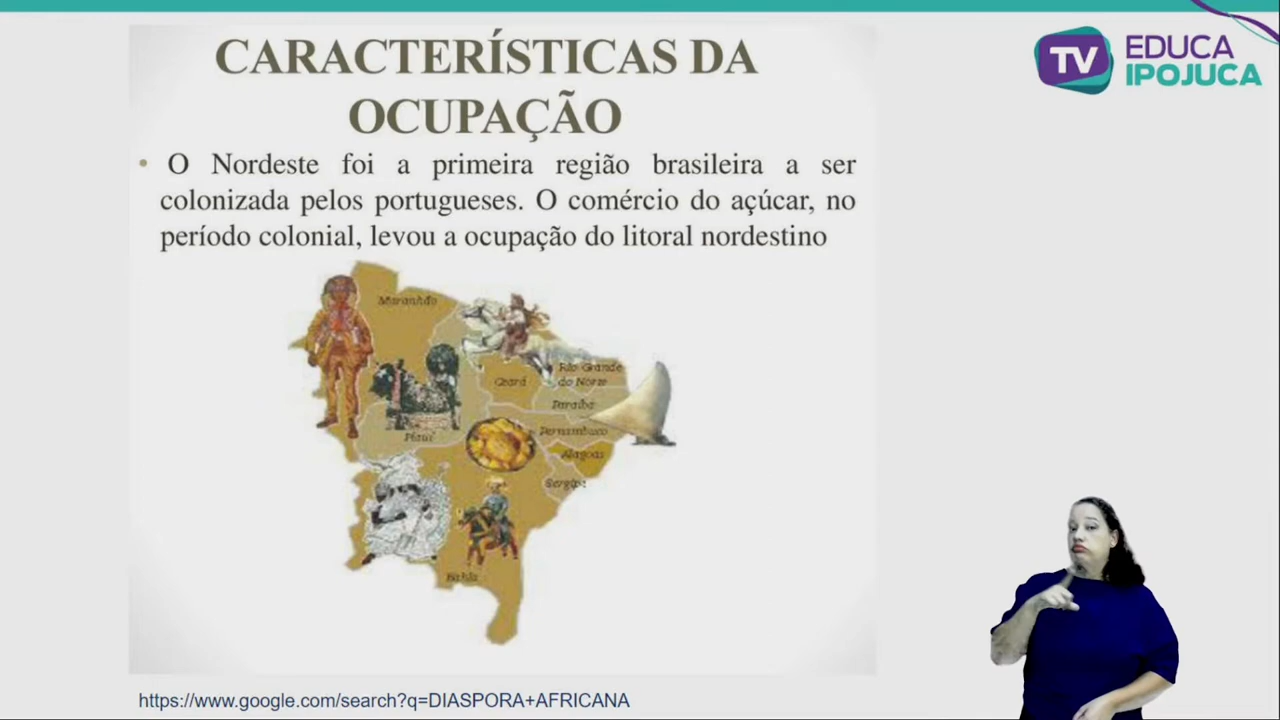 CARACTERÍSTICAS DA
OCUPAÇÃO
TV EDUCA
IPOJUCA
• O Nordeste foi a primeira região brasileira a ser
colonizada pelos portugueses. O comércio do açúcar, no
período colonial, levou a ocupação do litoral nordestino
Maranhão
Rio Grande
do Norte
Ceará
Paraíba
Pernambuco
Piauí
Alagoas
Sergipe
Bahia
https://www.google.com/search?q=DIASPORA+AFRICANA